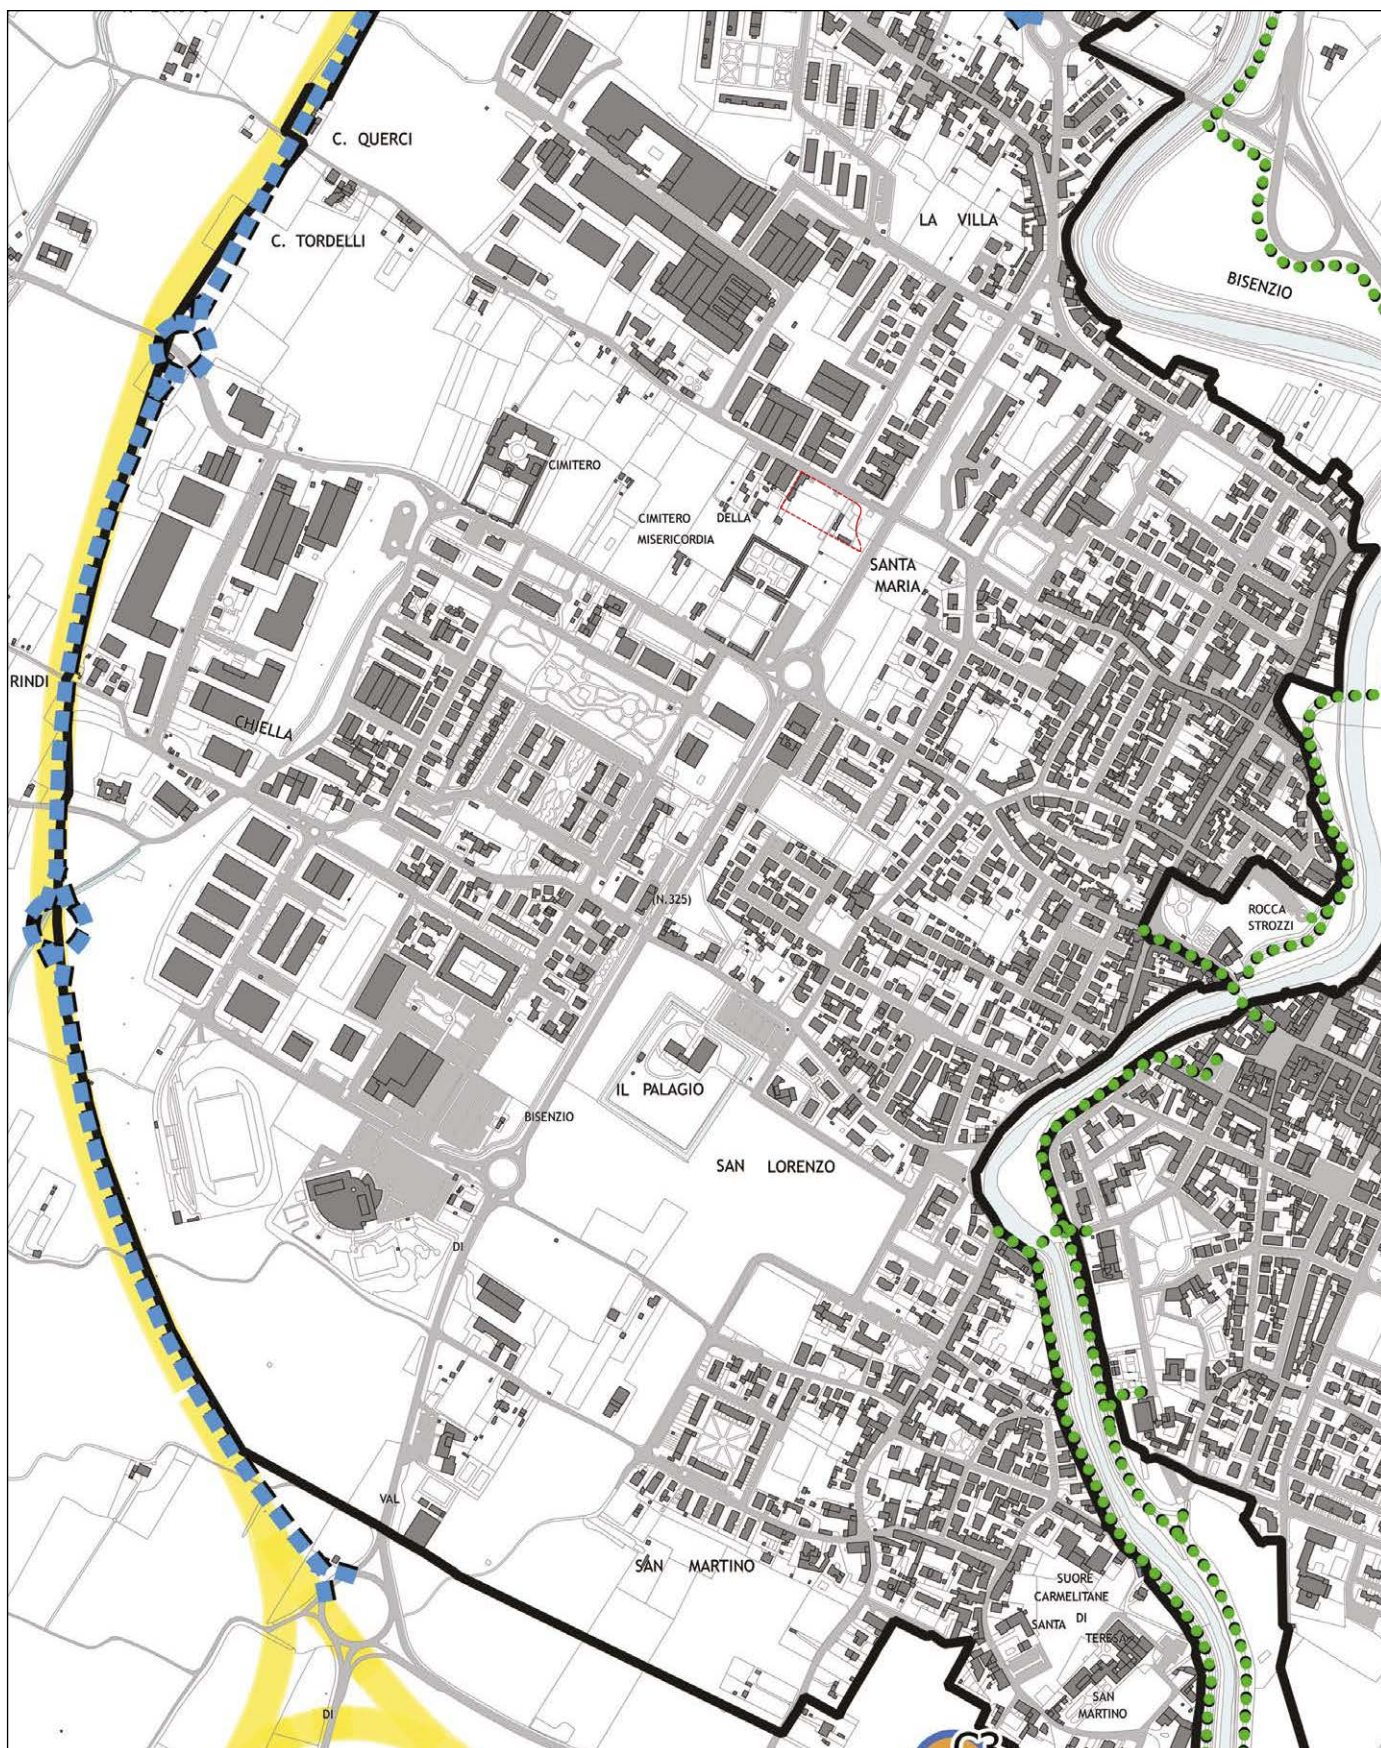 C. QUERCI
LA VILLA
C. TORDELLI
BISENZIO
CIMITERO
CIMITERO DELLA
MISERICORDIA
SANTA
MARIA
RINDI
CHIELLA
(N.325)
ROCCA
STROZZI
IL PALAGIO
BISENZIO
SAN LORENZO
DI
VAL
SAN MARTINO
SUORE
CARMELITANE
SANTA DI
TERESA
SAN
MARTINO
DI